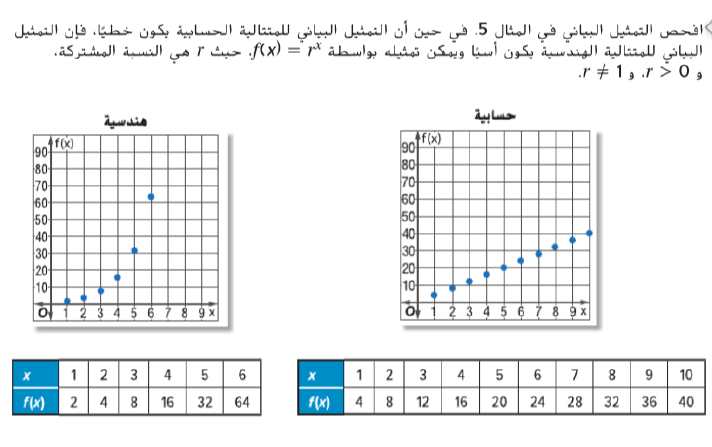 افحص التمثيل البياني في المثال 5. في حين أن التمثيل البياني للمتتالية الحسابية يكون خطيًا، فإن التمثيل
البياني للمتتالية الهندسية يكون أسيًا ويمكن تمثيله بواسطة f(x) = rˣ، حيث r هي النسبة المشتركة،
و r > 0، و r ≠ 1.
حسابية
f(x)
90
80
70
60
50
40
30
20
10
O 1 2 3 4 5 6 7 8 9 x
هندسية
f(x)
90
80
70
60
50
40
30
20
10
O 1 2 3 4 5 6 7 8 9 x
x 1 2 3 4 5 6 7 8 9 10
f(x) 4 8 12 16 20 24 28 32 36 40
x 1 2 3 4 5 6
f(x) 2 4 8 16 32 64